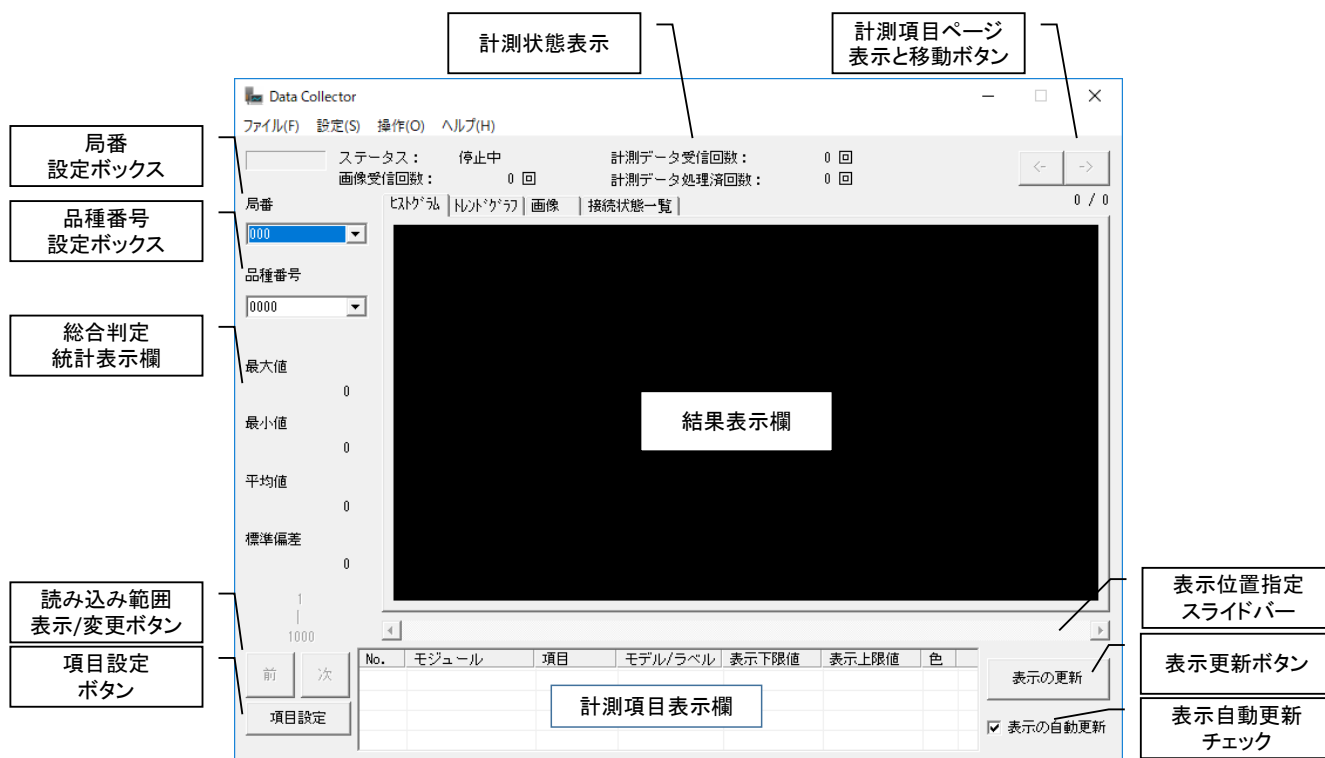 計測状態表示
計測項目ページ
表示と移動ボタン
Data Collector
ファイル(F) 設定(S) 操作(O) ヘルプ(H)
局番
設定ボックス
ステータス： 停止中 計測データ受信回数： 0 回
<- ->
画像受信回数： 0 回 計測データ処理済回数： 0 回
0 / 0
局番
ﾋｽﾄｸﾞﾗﾑ ﾄﾚﾝﾄﾞｸﾞﾗﾌ 画像 接続状態一覧
品種番号
設定ボックス
000
品種番号
0000
総合判定
統計表示欄
最大値
0
結果表示欄
最小値
0
平均値
0
標準偏差
0
読み込み範囲
表示/変更ボタン
1
|
1000
表示位置指定
スライドバー
前 次
No. モジュール 項目 モデル/ラベル 表示下限値 表示上限値 色
表示の更新
表示更新ボタン
項目設定
ボタン
項目設定
計測項目表示欄
表示の自動更新
表示自動更新
チェック